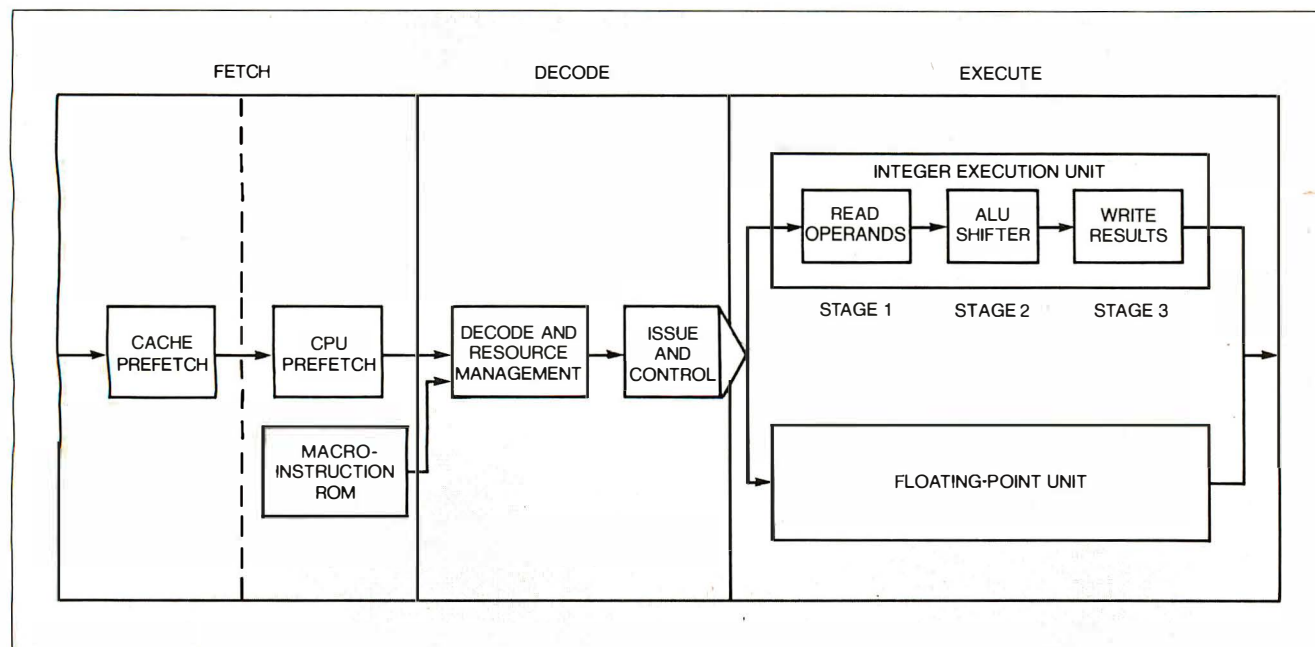 FETCH
DECODE
EXECUTE
CACHE
PREFETCH
CPU
PREFETCH
MACRO-
INSTRUCTION
ROM
DECODE AND
RESOURCE
MANAGEMENT
ISSUE
AND
CONTROL
INTEGER EXECUTION UNIT
READ
OPERANDS
ALU
SHIFTER
WRITE
RESULTS
STAGE 1
STAGE 2
STAGE 3
FLOATING-POINT UNIT